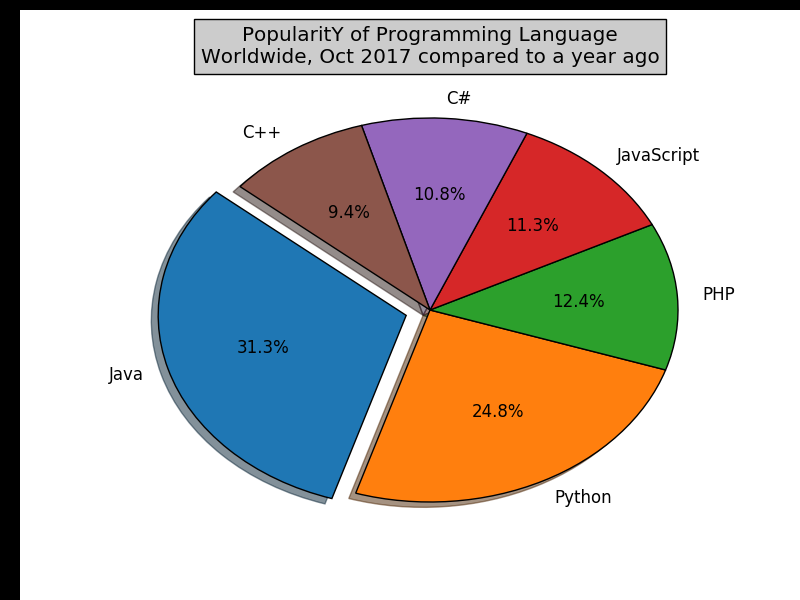 PopularitY of Programming Language
Worldwide, Oct 2017 compared to a year ago
C#
C++
JavaScript
10.8%
9.4%
11.3%
PHP
12.4%
31.3%
Java
24.8%
Python